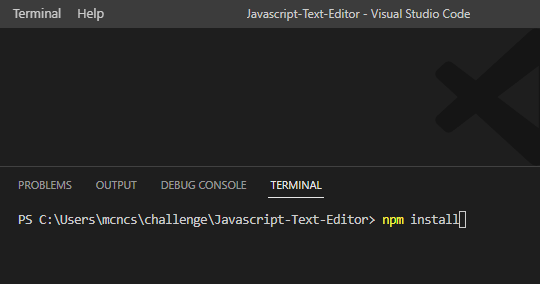 Terminal Help Javascript-Text-Editor - Visual Studio Code
PROBLEMS OUTPUT DEBUG CONSOLE TERMINAL
PS C:\Users\mcncs\challenge\Javascript-Text-Editor> npm install